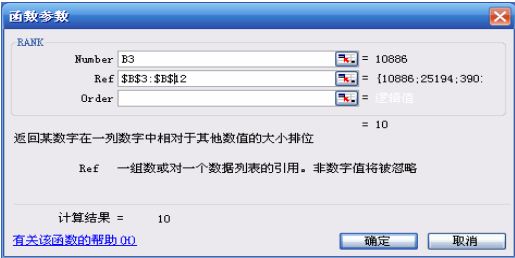 函数参数
RANK
Number B3 = 10886
Ref $B$3:$B$12 = {10886;25194;390:
Order = 逻辑值
= 10
返回某数字在一列数字中相对于其他数值的大小排位
Ref 一组数或对一个数据列表的引用。非数字值将被忽略
计算结果 = 10
有关该函数的帮助(H)
确定 取消